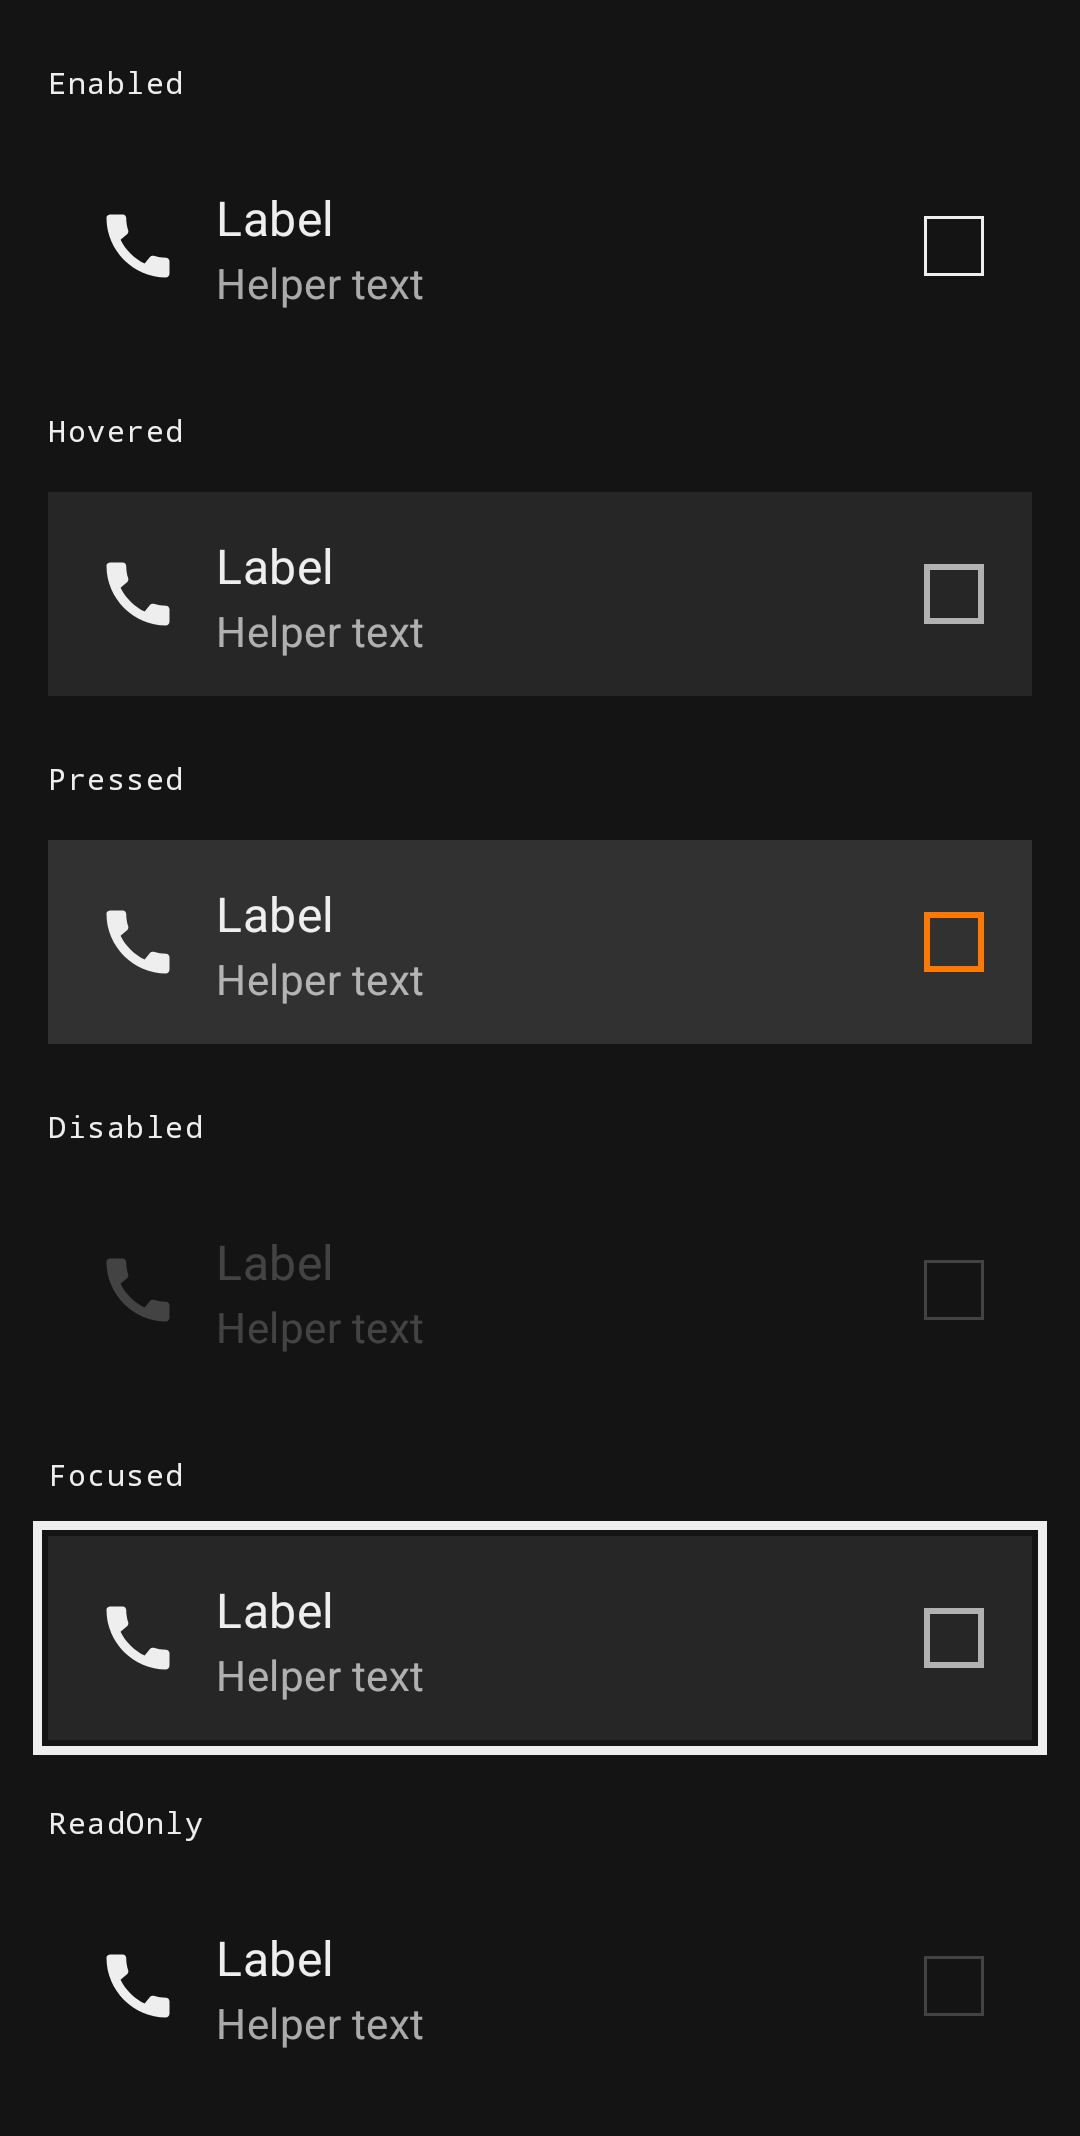 Enabled
Label
Helper text
Hovered
Label
Helper text
Pressed
Label
Helper text
Disabled
Label
Helper text
Focused
Label
Helper text
ReadOnly
Label
Helper text